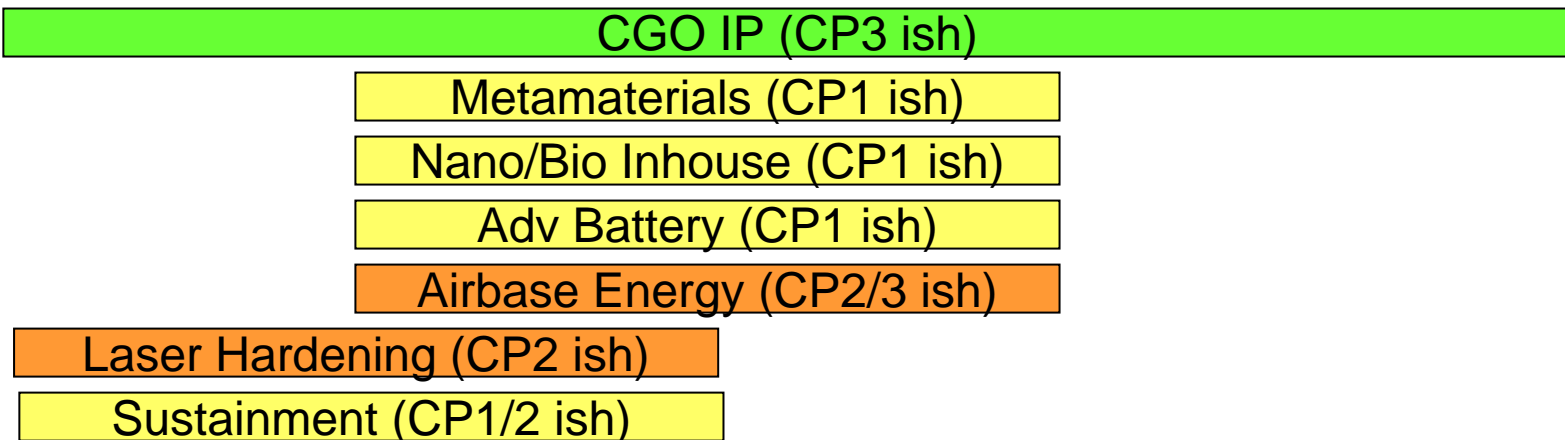 CGO IP (CP3 ish)
Metamaterials (CP1 ish)
Nano/Bio Inhouse (CP1 ish)
Adv Battery (CP1 ish)
Airbase Energy (CP2/3 ish)
Laser Hardening (CP2 ish)
Sustainment (CP1/2 ish)